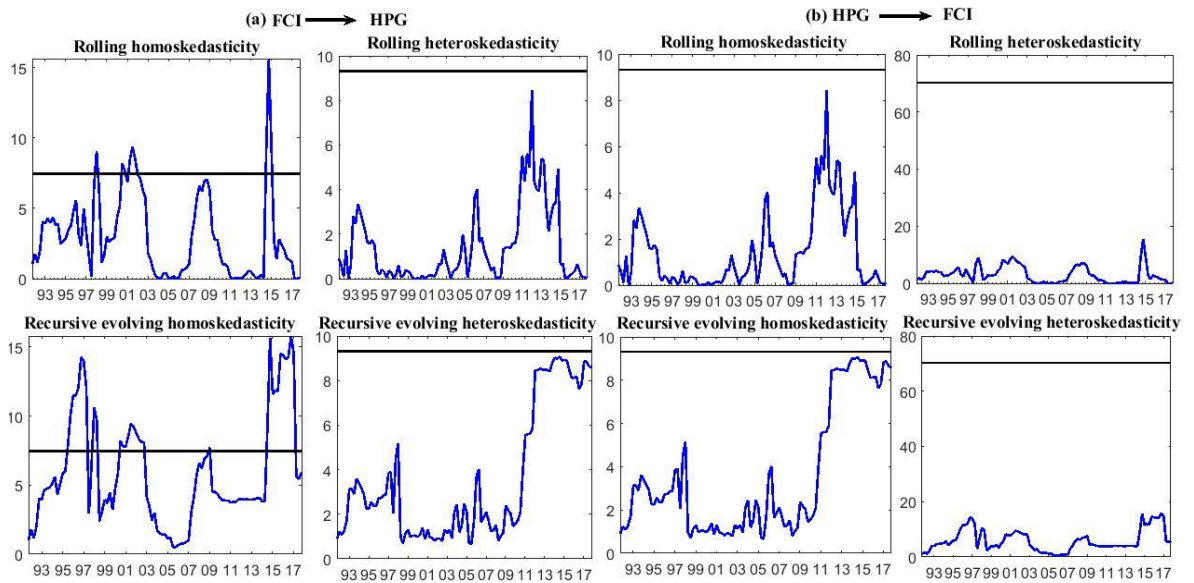 (a) FCI HPG
(b) HPG FCI
Rolling homoskedasticity
15
10
5
0
93 95 97 99 01 03 05 07 09 11 13 15 17
Rolling heteroskedasticity
10
8
6
4
2
0
93 95 97 99 01 03 05 07 09 11 13 15 17
Rolling homoskedasticity
10
8
6
4
2
0
93 95 97 99 01 03 05 07 09 11 13 15 17
Rolling heteroskedasticity
80
70
60
50
40
30
20
10
0
93 95 97 99 01 03 05 07 09 11 13 15 17
Recursive evolving homoskedasticity
15
10
5
0
93 95 97 99 01 03 05 07 09 11 13 15 17
Recursive evolving heteroskedasticity
10
8
6
4
2
0
93 95 97 99 01 03 05 07 09 11 13 15 17
Recursive evolving homoskedasticity
10
8
6
4
2
0
93 95 97 99 01 03 05 07 09 11 13 15 17
Recursive evolving heteroskedasticity
80
60
40
20
0
93 95 97 99 01 03 05 07 09 11 13 15 17